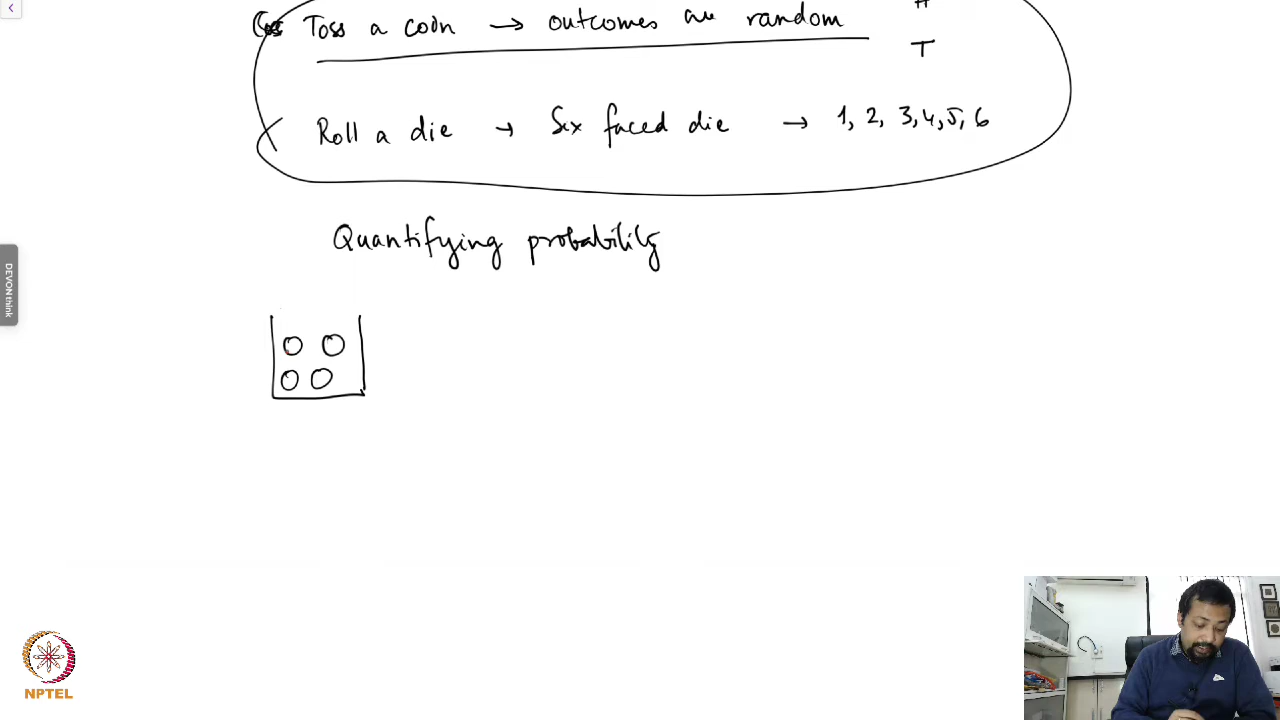 Toss a coin → outcomes are random H
T
Roll a die → Six faced die → 1, 2, 3, 4, 5, 6
Quantifying probability
DEVONthink
NPTEL